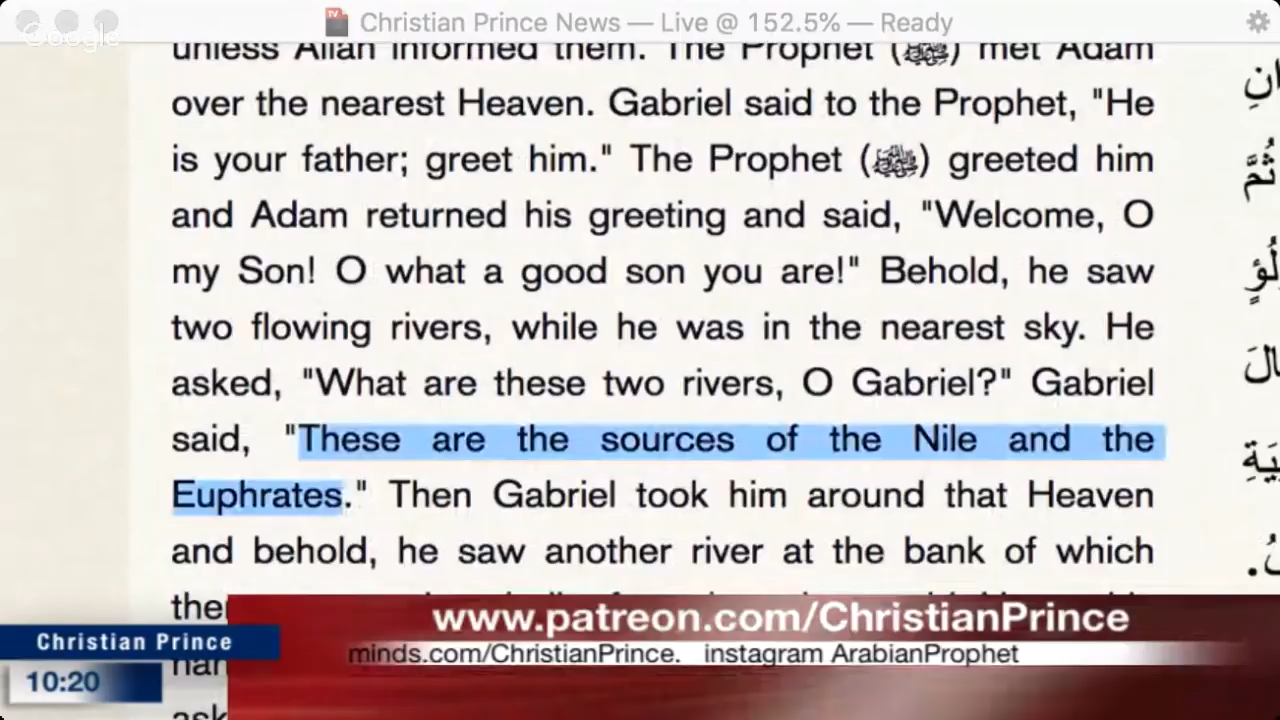 Christian Prince News — Live @ 152.5% — Ready
Google
unless Allah informed them. The Prophet (ﷺ) met Adam
over the nearest Heaven. Gabriel said to the Prophet, "He
is your father; greet him." The Prophet (ﷺ) greeted him
and Adam returned his greeting and said, "Welcome, O
my Son! O what a good son you are!" Behold, he saw
two flowing rivers, while he was in the nearest sky. He
asked, "What are these two rivers, O Gabriel?" Gabriel
said, "These are the sources of the Nile and the
Euphrates." Then Gabriel took him around that Heaven
and behold, he saw another river at the bank of which
www.patreon.com/ChristianPrince
minds.com/ChristianPrince. instagram ArabianProphet
Christian Prince
10:20